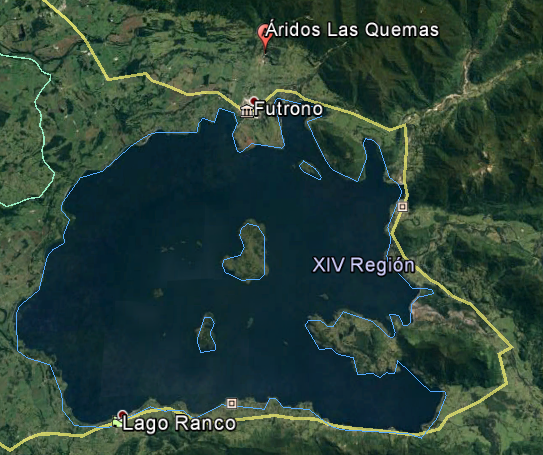 Áridos Las Quemas
Futrono
XIV Región
Lago Ranco